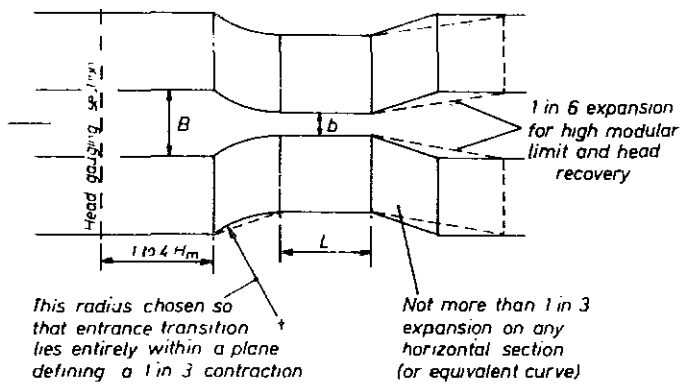 Head gauging section
B
b
1 in 6 expansion
for high modular
limit and head
recovery
1 to 4 Hm
L
†
This radius chosen so
that entrance transition
lies entirely within a plane
defining a 1 in 3 contraction
Not more than 1 in 3
expansion on any
horizontal section
(or equivalent curve)